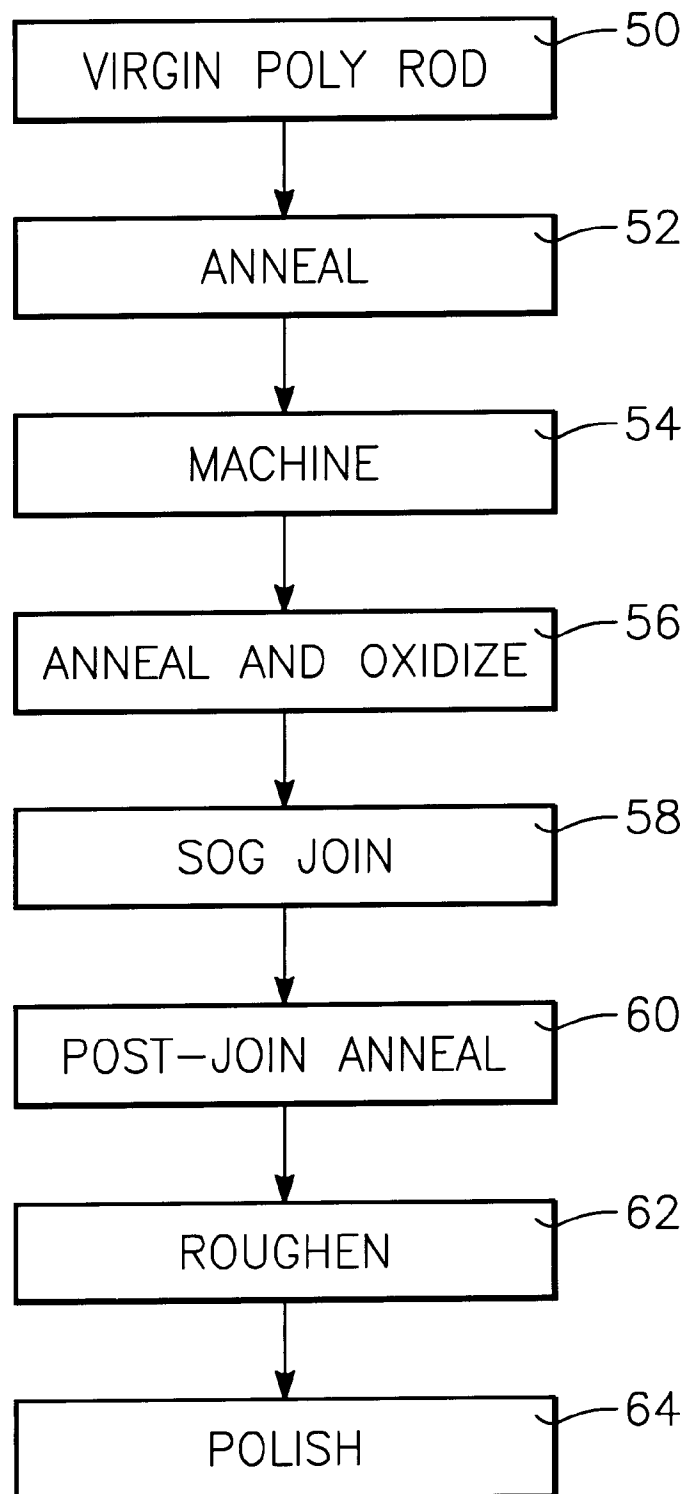 VIRGIN POLY ROD 50
ANNEAL 52
MACHINE 54
ANNEAL AND OXIDIZE 56
SOG JOIN 58
POST-JOIN ANNEAL 60
ROUGHEN 62
POLISH 64